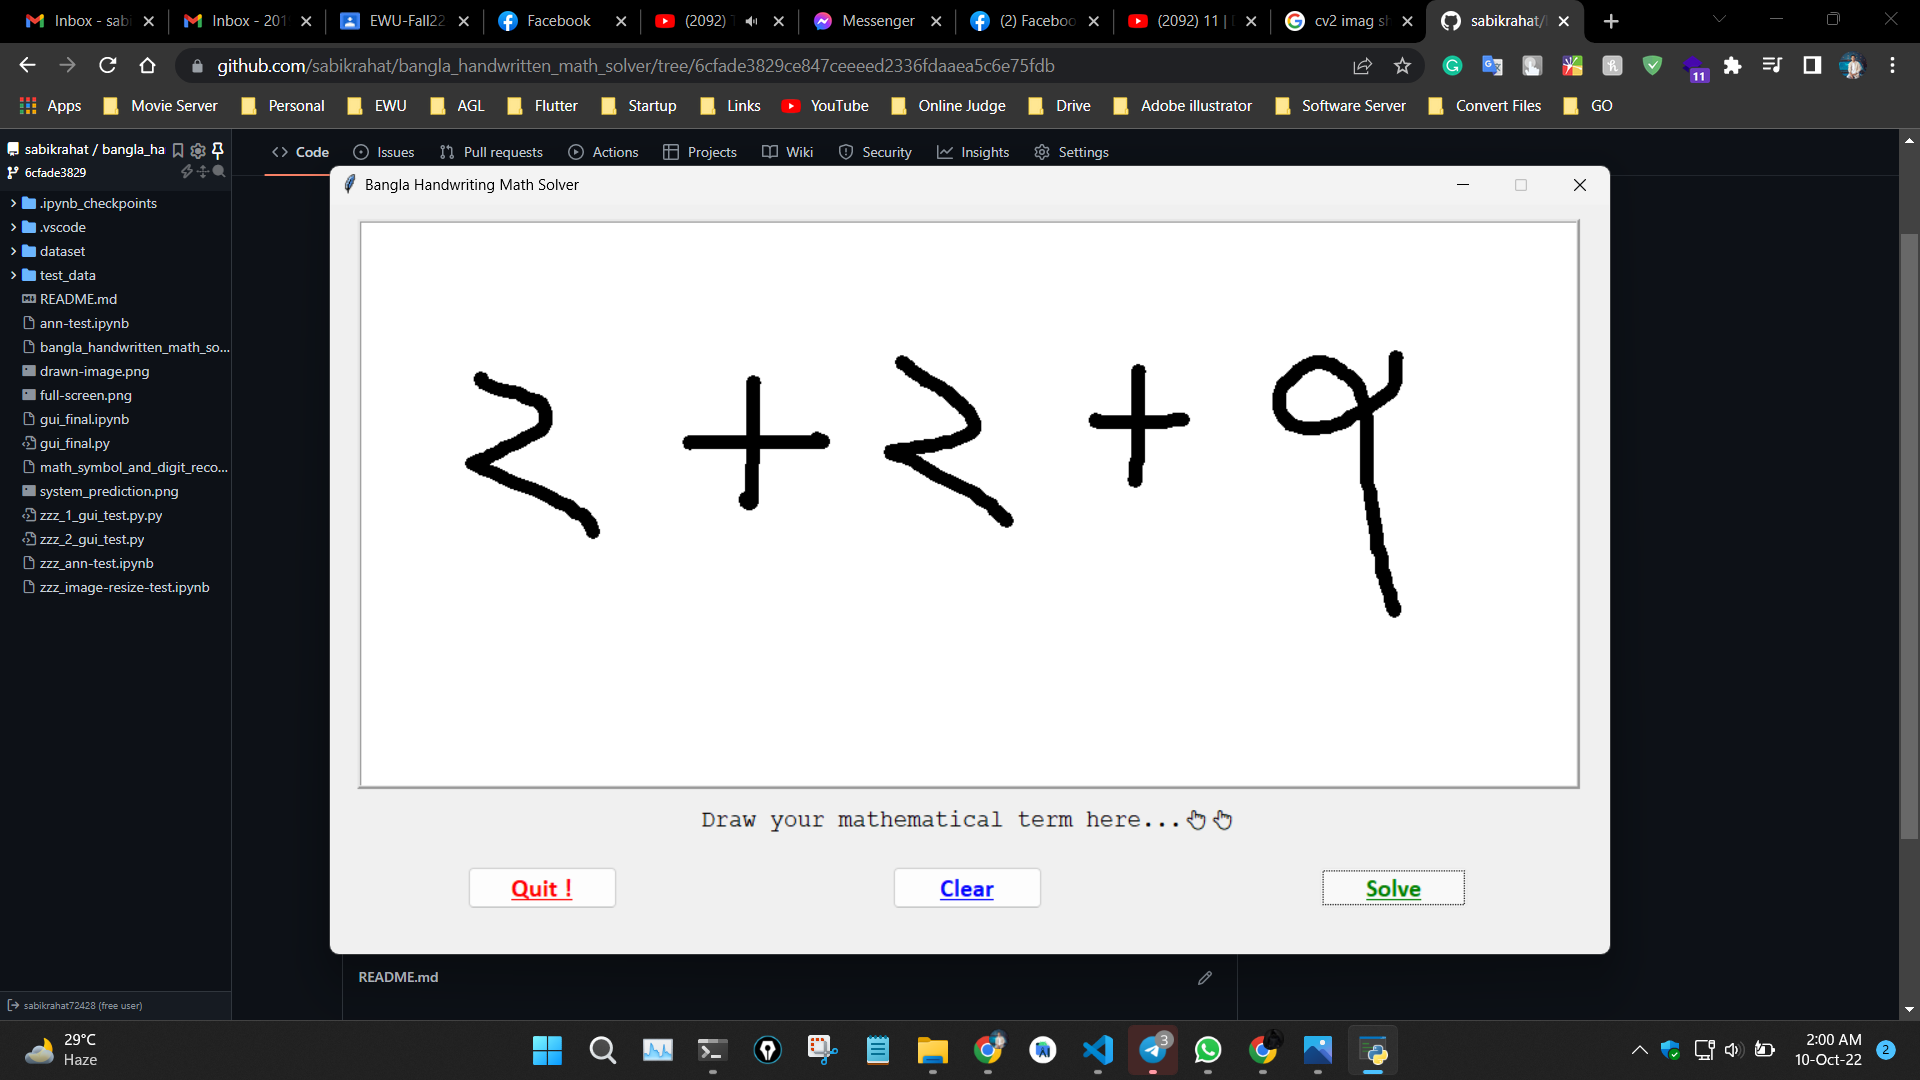 Inbox - sab
Inbox - 201
EWU-Fall22
Facebook
(2092)
Messenger
(2) Faceboo
(2092) 11 |
cv2 imag sh
sabikrahat/
github.com/sabikrahat/bangla_handwritten_math_solver/tree/6cfade3829ce847ceeeed2336fdaaea5c6e75fdb
11
Apps Movie Server Personal EWU AGL Flutter Startup Links YouTube Online Judge Drive Adobe illustrator Software Server Convert Files GO
sabikrahat / bangla_ha
6cfade3829
Code Issues Pull requests Actions Projects Wiki Security Insights Settings
.ipynb_checkpoints
.vscode
dataset
test_data
README.md
ann-test.ipynb
bangla_handwritten_math_so...
drawn-image.png
full-screen.png
gui_final.ipynb
gui_final.py
math_symbol_and_digit_reco...
system_prediction.png
zzz_1_gui_test.py.py
zzz_2_gui_test.py
zzz_ann-test.ipynb
zzz_image-resize-test.ipynb
sabikrahat72428 (free user)
Bangla Handwriting Math Solver
২ + ২ + ৭
Draw your mathematical term here...
Quit !
Clear
Solve
README.md
29°C
Haze
3
2:00 AM
10-Oct-22
2